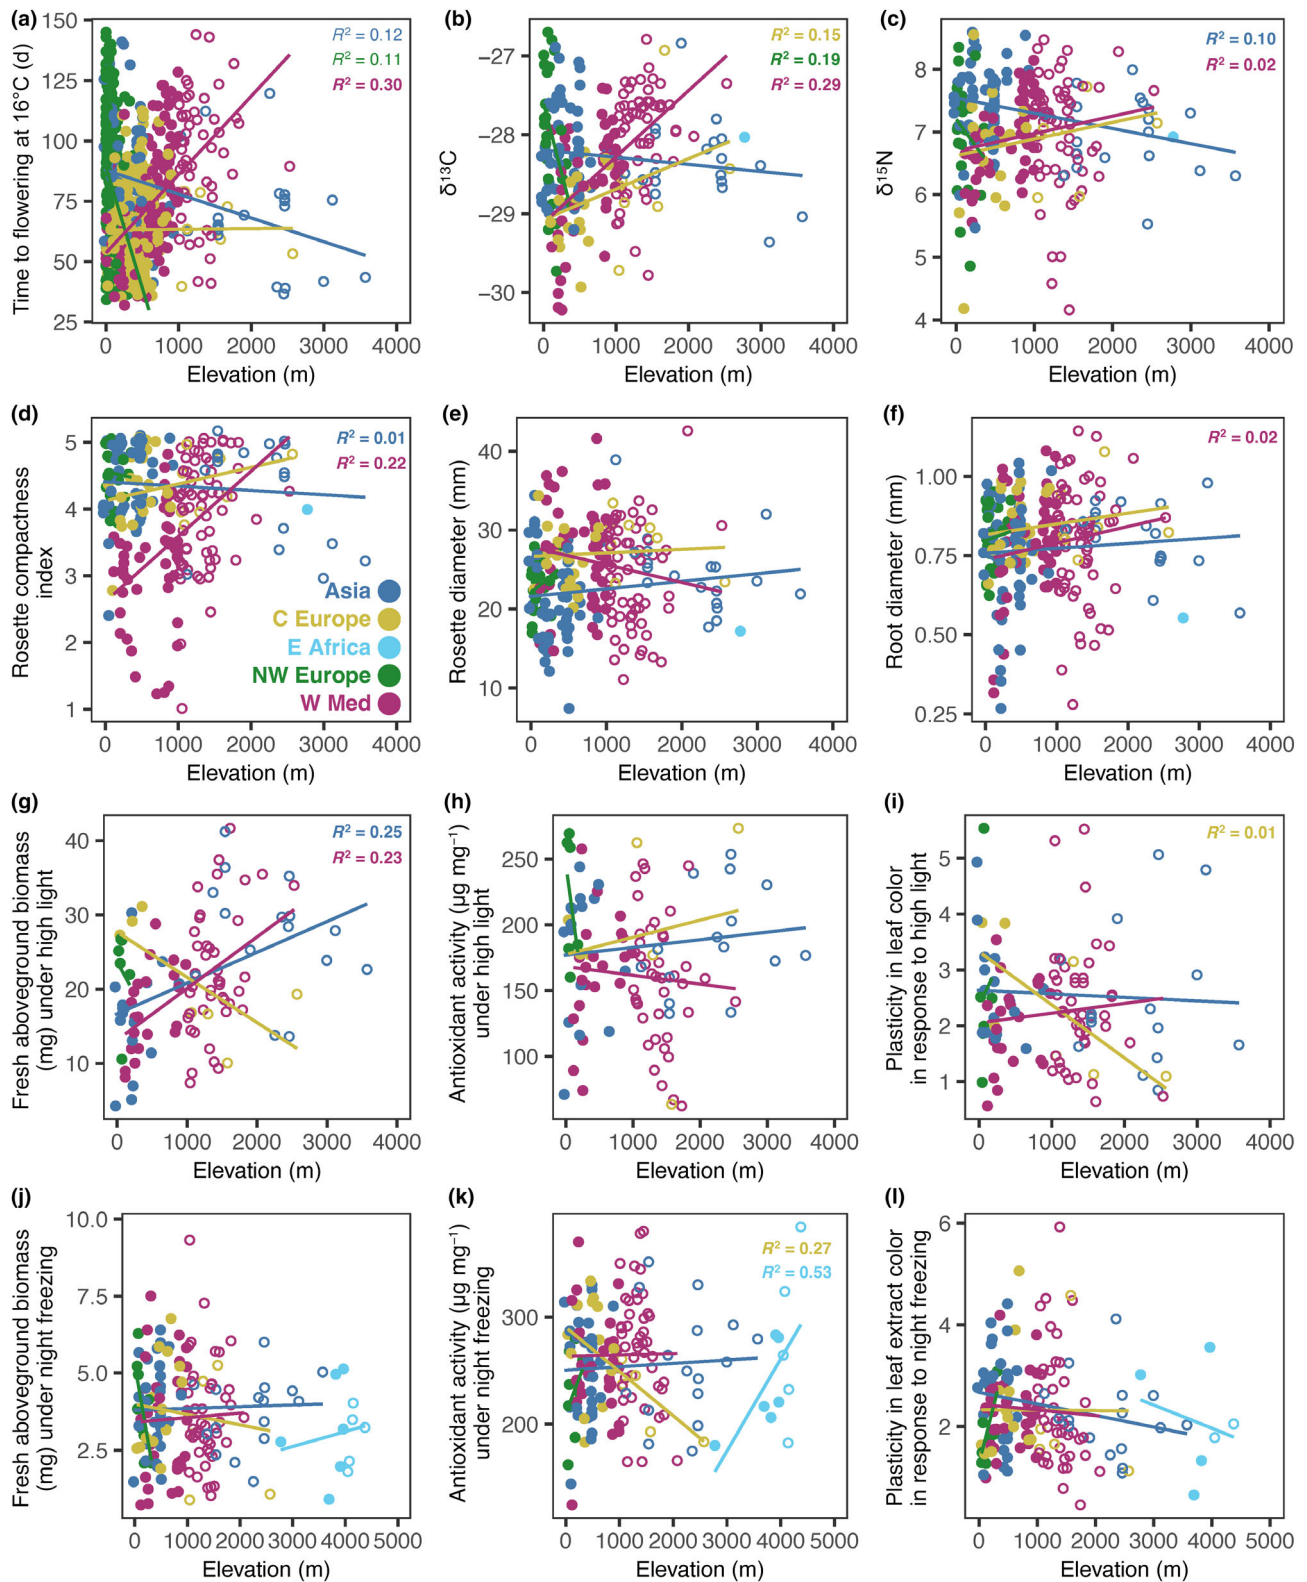 (a)
Time to flowering at 16°C (d)
150
125
100
75
50
25
R² = 0.12
R² = 0.11
R² = 0.30
0 1000 2000 3000 4000
Elevation (m)
(b)
δ¹³C
−27
−28
−29
−30
R² = 0.15
R² = 0.19
R² = 0.29
0 1000 2000 3000 4000
Elevation (m)
(c)
δ¹⁵N
8
7
6
5
4
R² = 0.10
R² = 0.02
0 1000 2000 3000 4000
Elevation (m)
(d)
Rosette compactness
index
5
4
3
2
1
R² = 0.01
R² = 0.22
Asia
C Europe
E Africa
NW Europe
W Med
0 1000 2000 3000 4000
Elevation (m)
(e)
Rosette diameter (mm)
40
30
20
10
0 1000 2000 3000 4000
Elevation (m)
(f)
Root diameter (mm)
1.00
0.75
0.50
0.25
R² = 0.02
0 1000 2000 3000 4000
Elevation (m)
(g)
Fresh aboveground biomass
(mg) under high light
40
30
20
10
R² = 0.25
R² = 0.23
0 1000 2000 3000 4000
Elevation (m)
(h)
Antioxidant activity (µg mg⁻¹)
under high light
250
200
150
100
0 1000 2000 3000 4000
Elevation (m)
(i)
Plasticity in leaf color
in response to high light
5
4
3
2
1
R² = 0.01
0 1000 2000 3000 4000
Elevation (m)
(j)
Fresh aboveground biomass
(mg) under night freezing
10.0
7.5
5.0
2.5
0 1000 2000 3000 4000 5000
Elevation (m)
(k)
Antioxidant activity (µg mg⁻¹)
under night freezing
300
200
R² = 0.27
R² = 0.53
0 1000 2000 3000 4000 5000
Elevation (m)
(l)
Plasticity in leaf extract color
in response to night freezing
6
4
2
0 1000 2000 3000 4000 5000
Elevation (m)